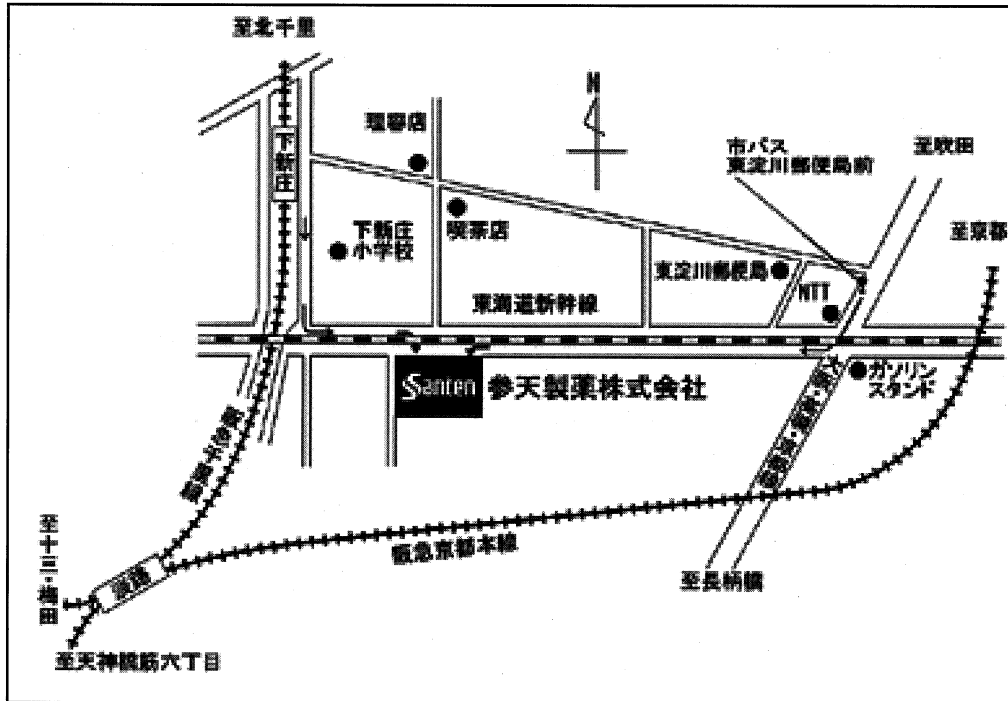 至北千里
下新庄
理容店
N
市バス
東淀川郵便局前
至吹田
至京都
喫茶店
下新庄
小学校
東淀川郵便局
NTT
東海道新幹線
Santen
参天製薬株式会社
ガソリン
スタンド
阪急千里線
阪急京都本線
淡路
至十三・梅田
至長柄橋
至天神橋筋六丁目